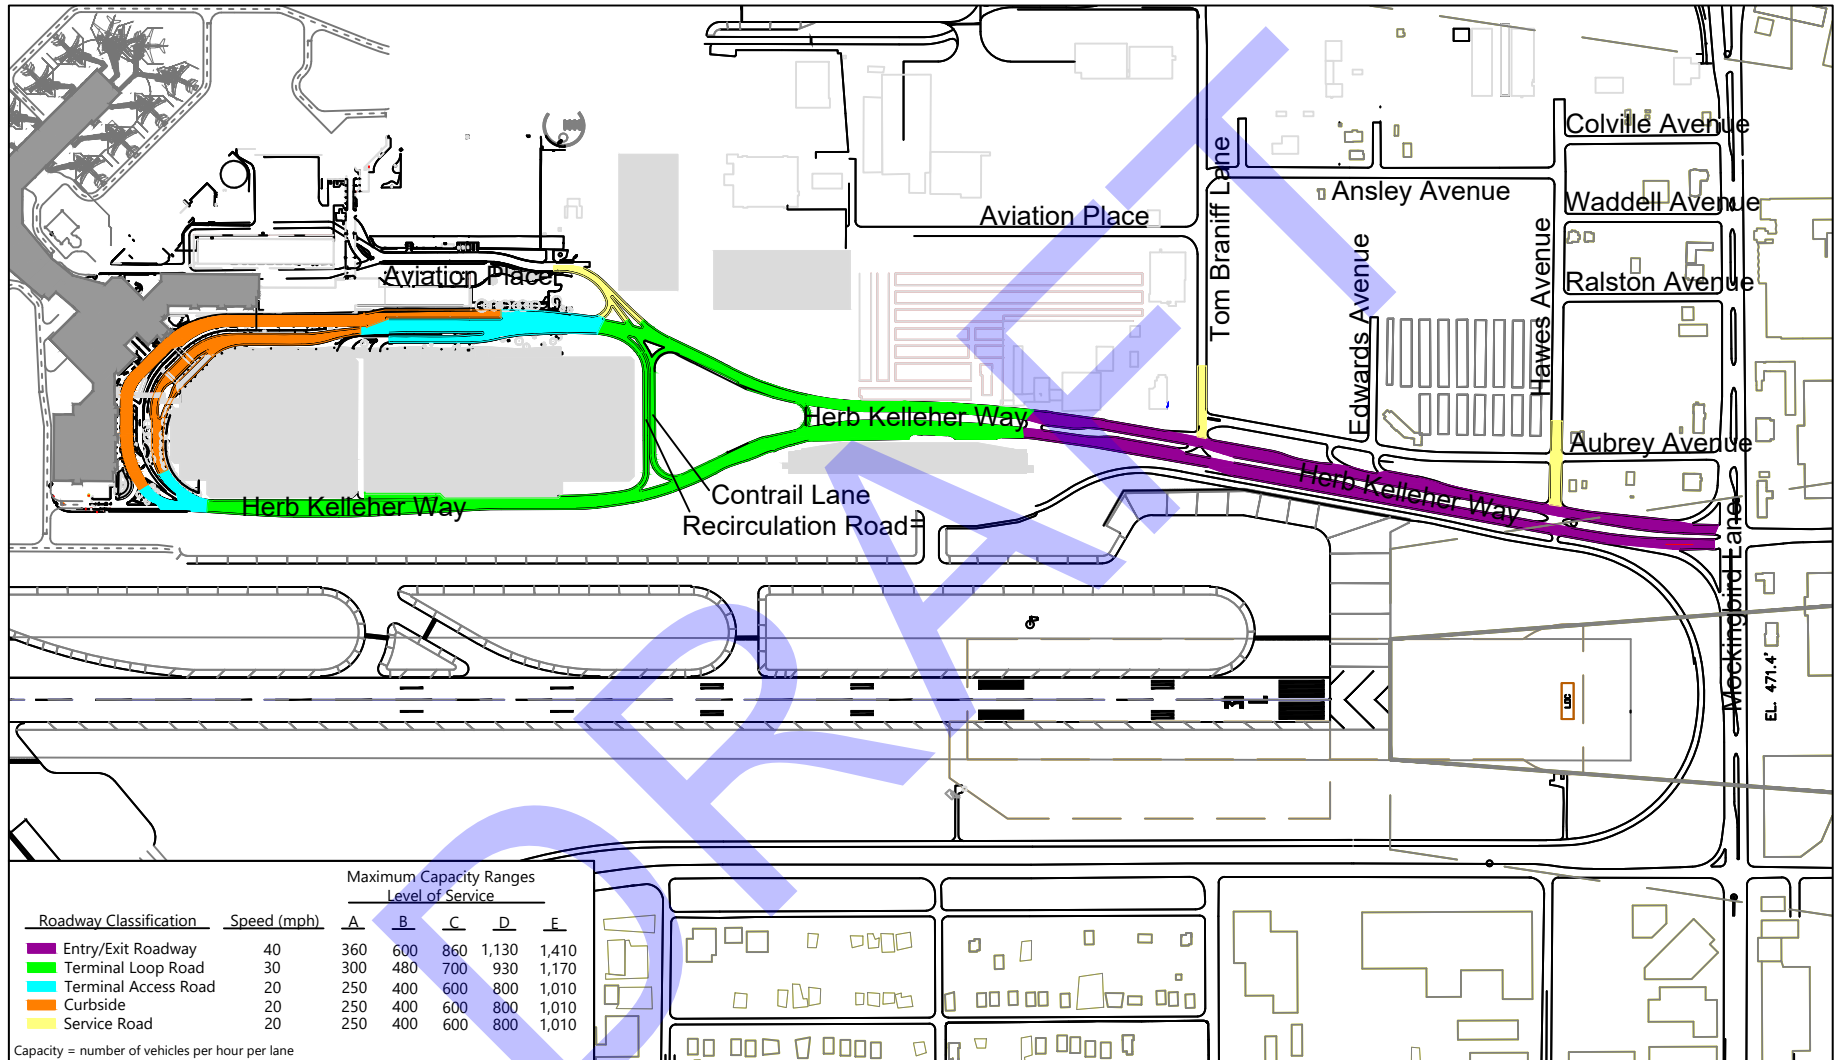 Colville Avenue
Waddell Avenue
Ansley Avenue
Aviation Place
Tom Braniff Lane
Edwards Avenue
Hawes Avenue
Ralston Avenue
Aviation Place
Herb Kelleher Way
Aubrey Avenue
Herb Kelleher Way
Herb Kelleher Way
Contrail Lane
Recirculation Road
Mockingbird Lane
EL. 471.4'
LOC
DRAFT
Maximum Capacity Ranges
Level of Service
Roadway Classification Speed (mph) A B C D E
Entry/Exit Roadway 40 360 600 860 1,130 1,410
Terminal Loop Road 30 300 480 700 930 1,170
Terminal Access Road 20 250 400 600 800 1,010
Curbside 20 250 400 600 800 1,010
Service Road 20 250 400 600 800 1,010
Capacity = number of vehicles per hour per lane